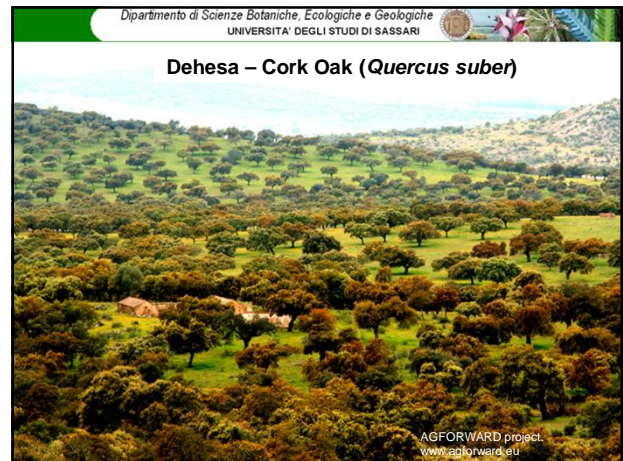 Dipartimento di Scienze Botaniche, Ecologiche e Geologiche
UNIVERSITA' DEGLI STUDI DI SASSARI
Dehesa – Cork Oak (Quercus suber)
AGFORWARD project.
www.agforward.eu